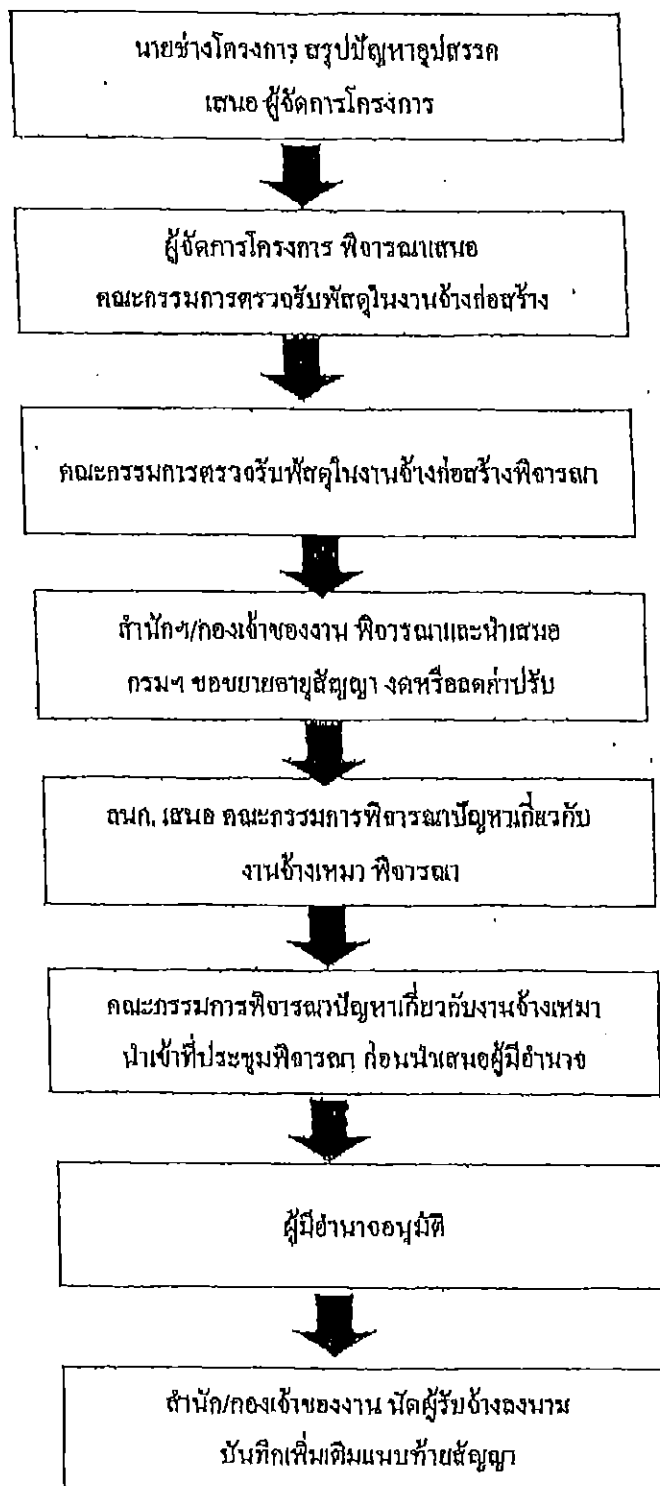 นายช่างโครงการ สรุปปัญหาอุปสรรค
เสนอ ผู้จัดการโครงการ
ผู้จัดการโครงการ พิจารณาเสนอ
คณะกรรมการตรวจรับพัสดุในงานจ้างก่อสร้าง
คณะกรรมการตรวจรับพัสดุในงานจ้างก่อสร้างพิจารณา
สำนักฯ/กองเจ้าของงาน พิจารณาและนำเสนอ
กรมฯ ขอขยายอายุสัญญา งดหรือลดค่าปรับ
ลนก. เสนอ คณะกรรมการพิจารณาปัญหาเกี่ยวกับ
งานจ้างเหมา พิจารณา
คณะกรรมการพิจารณาปัญหาเกี่ยวกับงานจ้างเหมา
นำเข้าที่ประชุมพิจารณา ก่อนนำเสนอผู้มีอำนาจ
ผู้มีอำนาจอนุมัติ
สำนัก/กองเจ้าของงาน นัดผู้รับจ้างลงนาม
บันทึกเพิ่มเติมแนบท้ายสัญญา